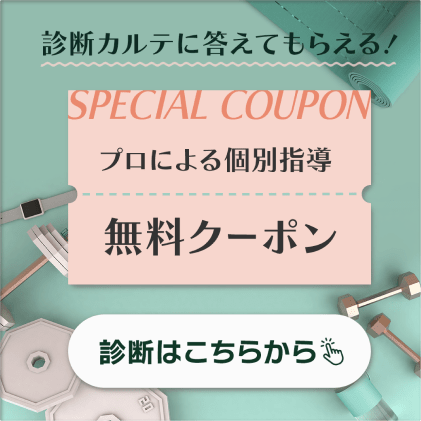 診断カルテに答えてもらえる!
SPECIAL COUPON
プロによる個別指導
無料クーポン
診断はこちらから
20